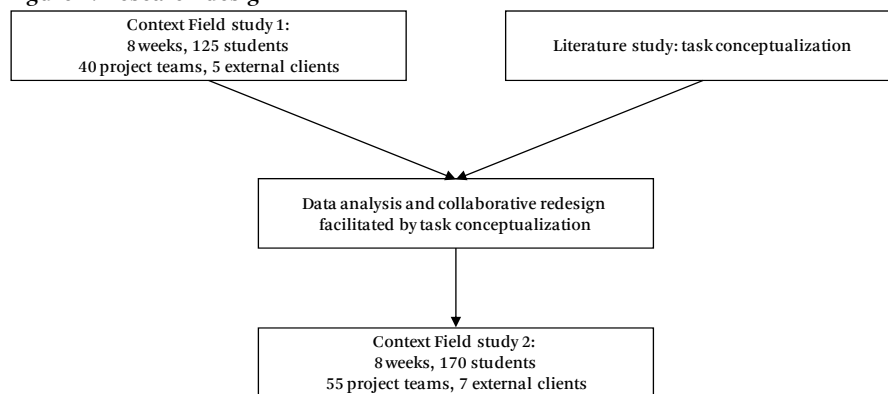 Context Field study 1:
8 weeks, 125 students
40 project teams, 5 external clients
Literature study: task conceptualization
Data analysis and collaborative redesign
facilitated by task conceptualization
Context Field study 2:
8 weeks, 170 students
55 project teams, 7 external clients